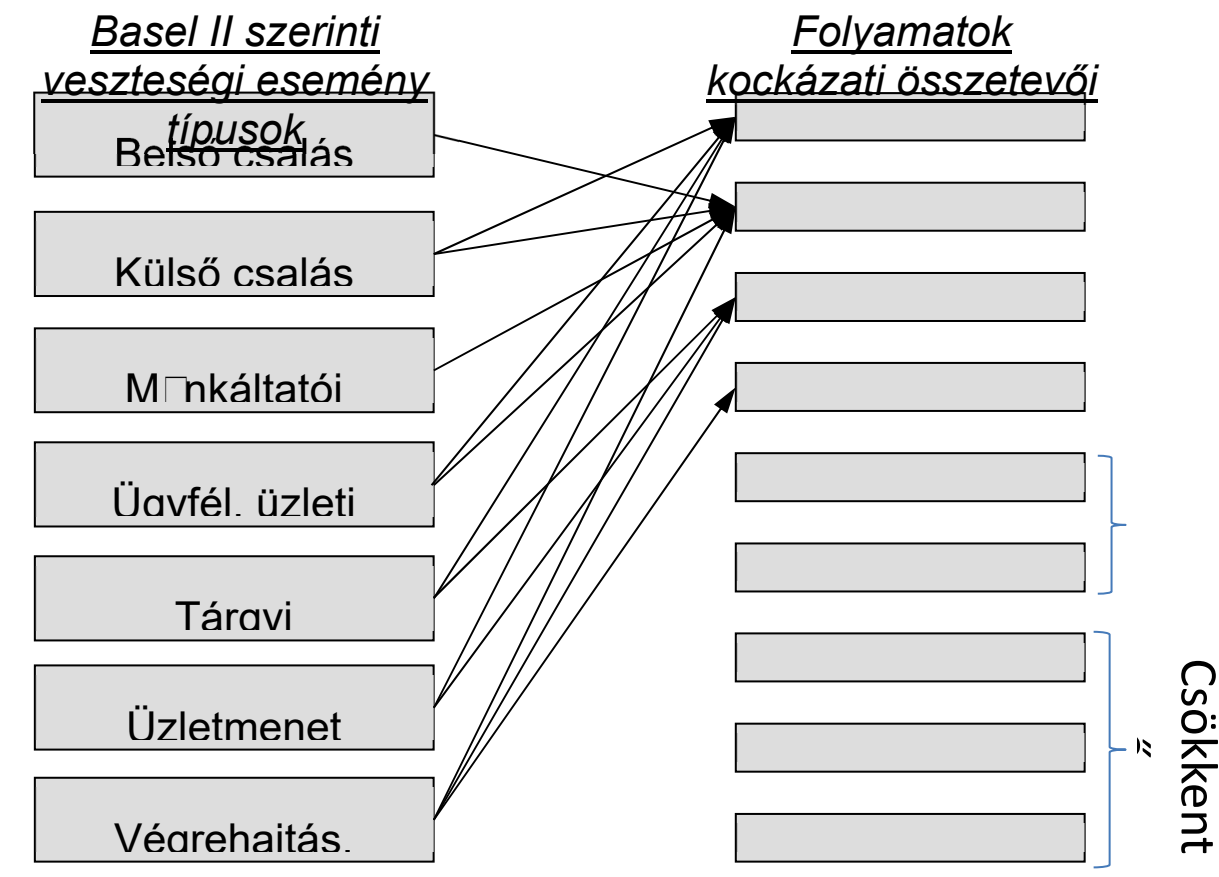 Basel II szerinti
veszteségi esemény
típusok
Belső csalás
Külső csalás
M□nkáltatói
Ügyfél, üzleti
Tárgyi
Üzletmenet
Végrehajtás,
Folyamatok
kockázati összetevői
Csökkent